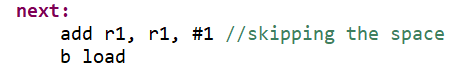 next:
add r1, r1, #1 //skipping the space
b load